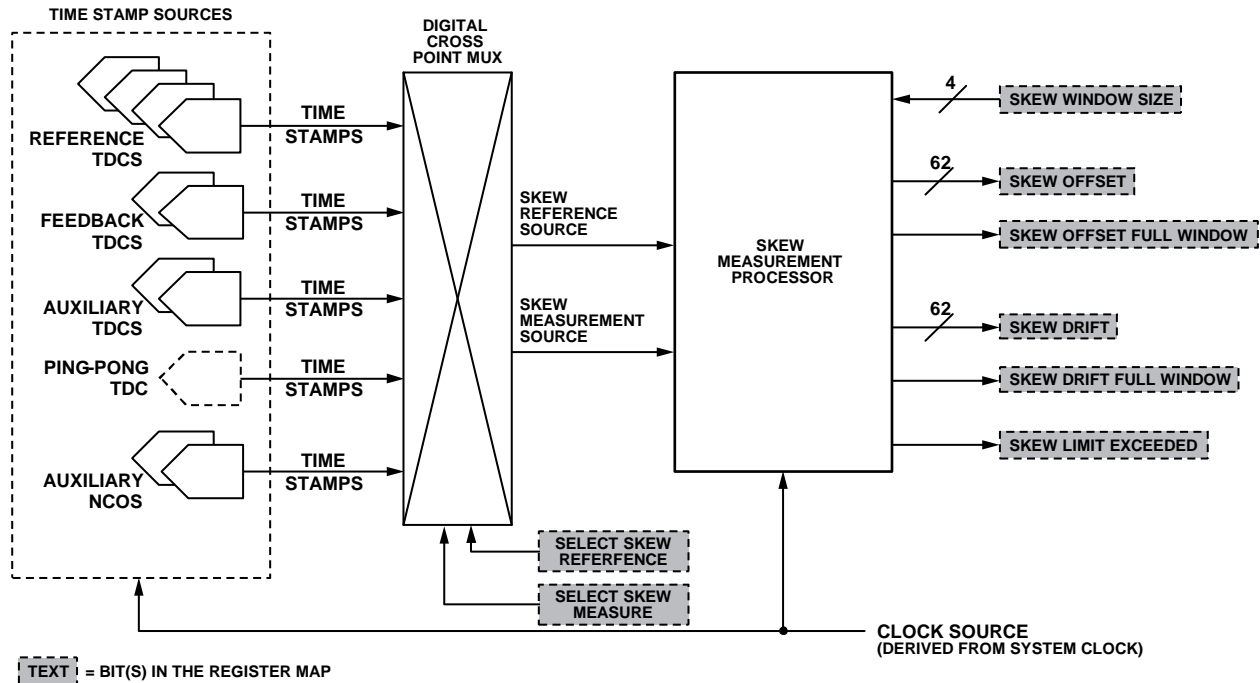 TIME STAMP SOURCES
REFERENCE
TDCS
FEEDBACK
TDCS
AUXILIARY
TDCS
PING-PONG
TDC
AUXILIARY
NCOS
TIME
STAMPS
TIME
STAMPS
TIME
STAMPS
TIME
STAMPS
TIME
STAMPS
DIGITAL
CROSS
POINT MUX
SKEW
REFERENCE
SOURCE
SKEW
MEASUREMENT
SOURCE
SELECT SKEW
REFERFENCE
SELECT SKEW
MEASURE
SKEW
MEASUREMENT
PROCESSOR
4
SKEW WINDOW SIZE
62
SKEW OFFSET
SKEW OFFSET FULL WINDOW
62
SKEW DRIFT
SKEW DRIFT FULL WINDOW
SKEW LIMIT EXCEEDED
CLOCK SOURCE
(DERIVED FROM SYSTEM CLOCK)
TEXT = BIT(S) IN THE REGISTER MAP